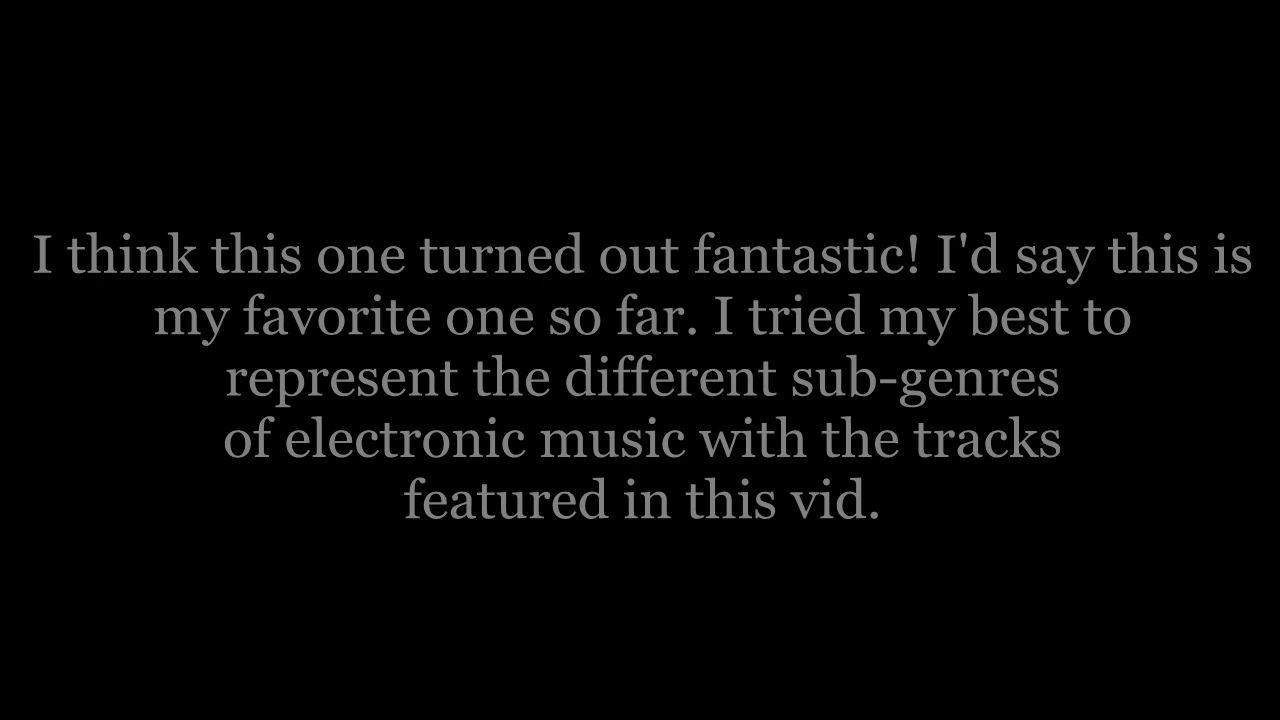 I think this one turned out fantastic! I'd say this is
my favorite one so far. I tried my best to
represent the different sub-genres
of electronic music with the tracks
featured in this vid.